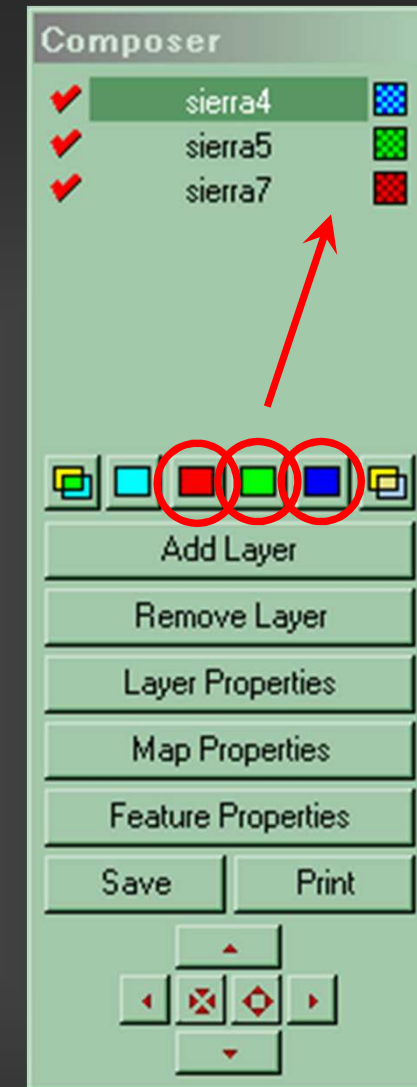 Composer
sierra4
sierra5
sierra7
Add Layer
Remove Layer
Layer Properties
Map Properties
Feature Properties
Save Print